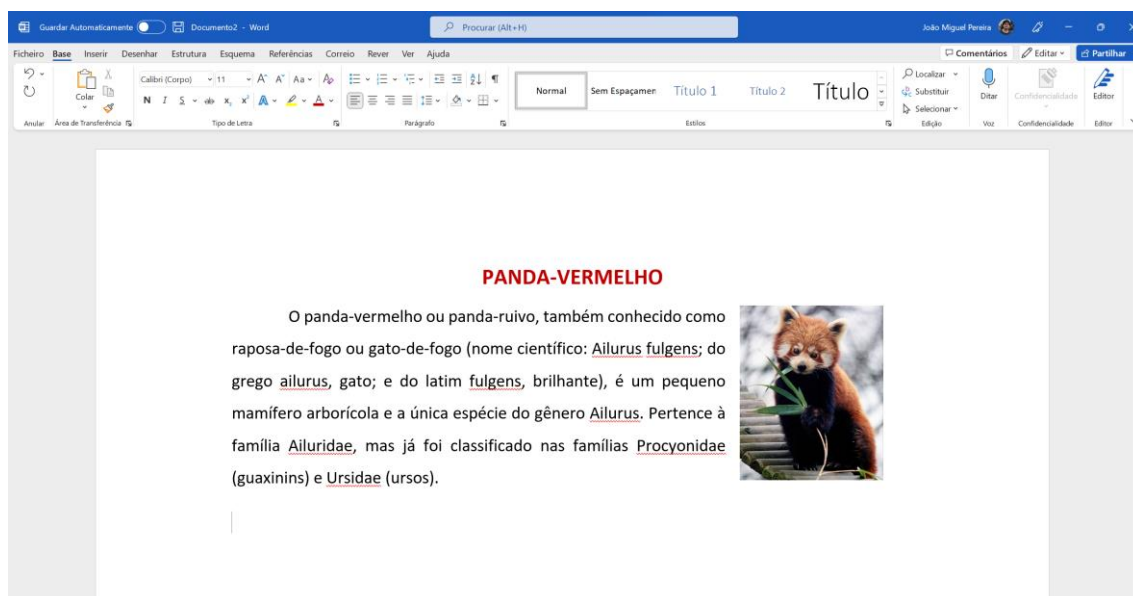 Guardar Automaticamente Documento2 - Word Procurar (Alt+H) João Miguel Pereira
Ficheiro Base Inserir Desenhar Estrutura Esquema Referências Correio Rever Ver Ajuda Comentários Editar Partilhar
Calibri (Corpo) 11 A A Aa A
Colar
N I S ab x, x² A A
Normal Sem Espaçamen Título 1 Título 2 Título
Localizar
Substituir
Selecionar
Ditar Confidencialidade Editor
Anular Área de Transferência Tipo de Letra Parágrafo Estilos Edição Voz Confidencialidade Editor
PANDA-VERMELHO
O panda-vermelho ou panda-ruivo, também conhecido como
raposa-de-fogo ou gato-de-fogo (nome científico: Ailurus fulgens; do
grego ailurus, gato; e do latim fulgens, brilhante), é um pequeno
mamífero arborícola e a única espécie do gênero Ailurus. Pertence à
família Ailuridae, mas já foi classificado nas famílias Procyonidae
(guaxinins) e Ursidae (ursos).